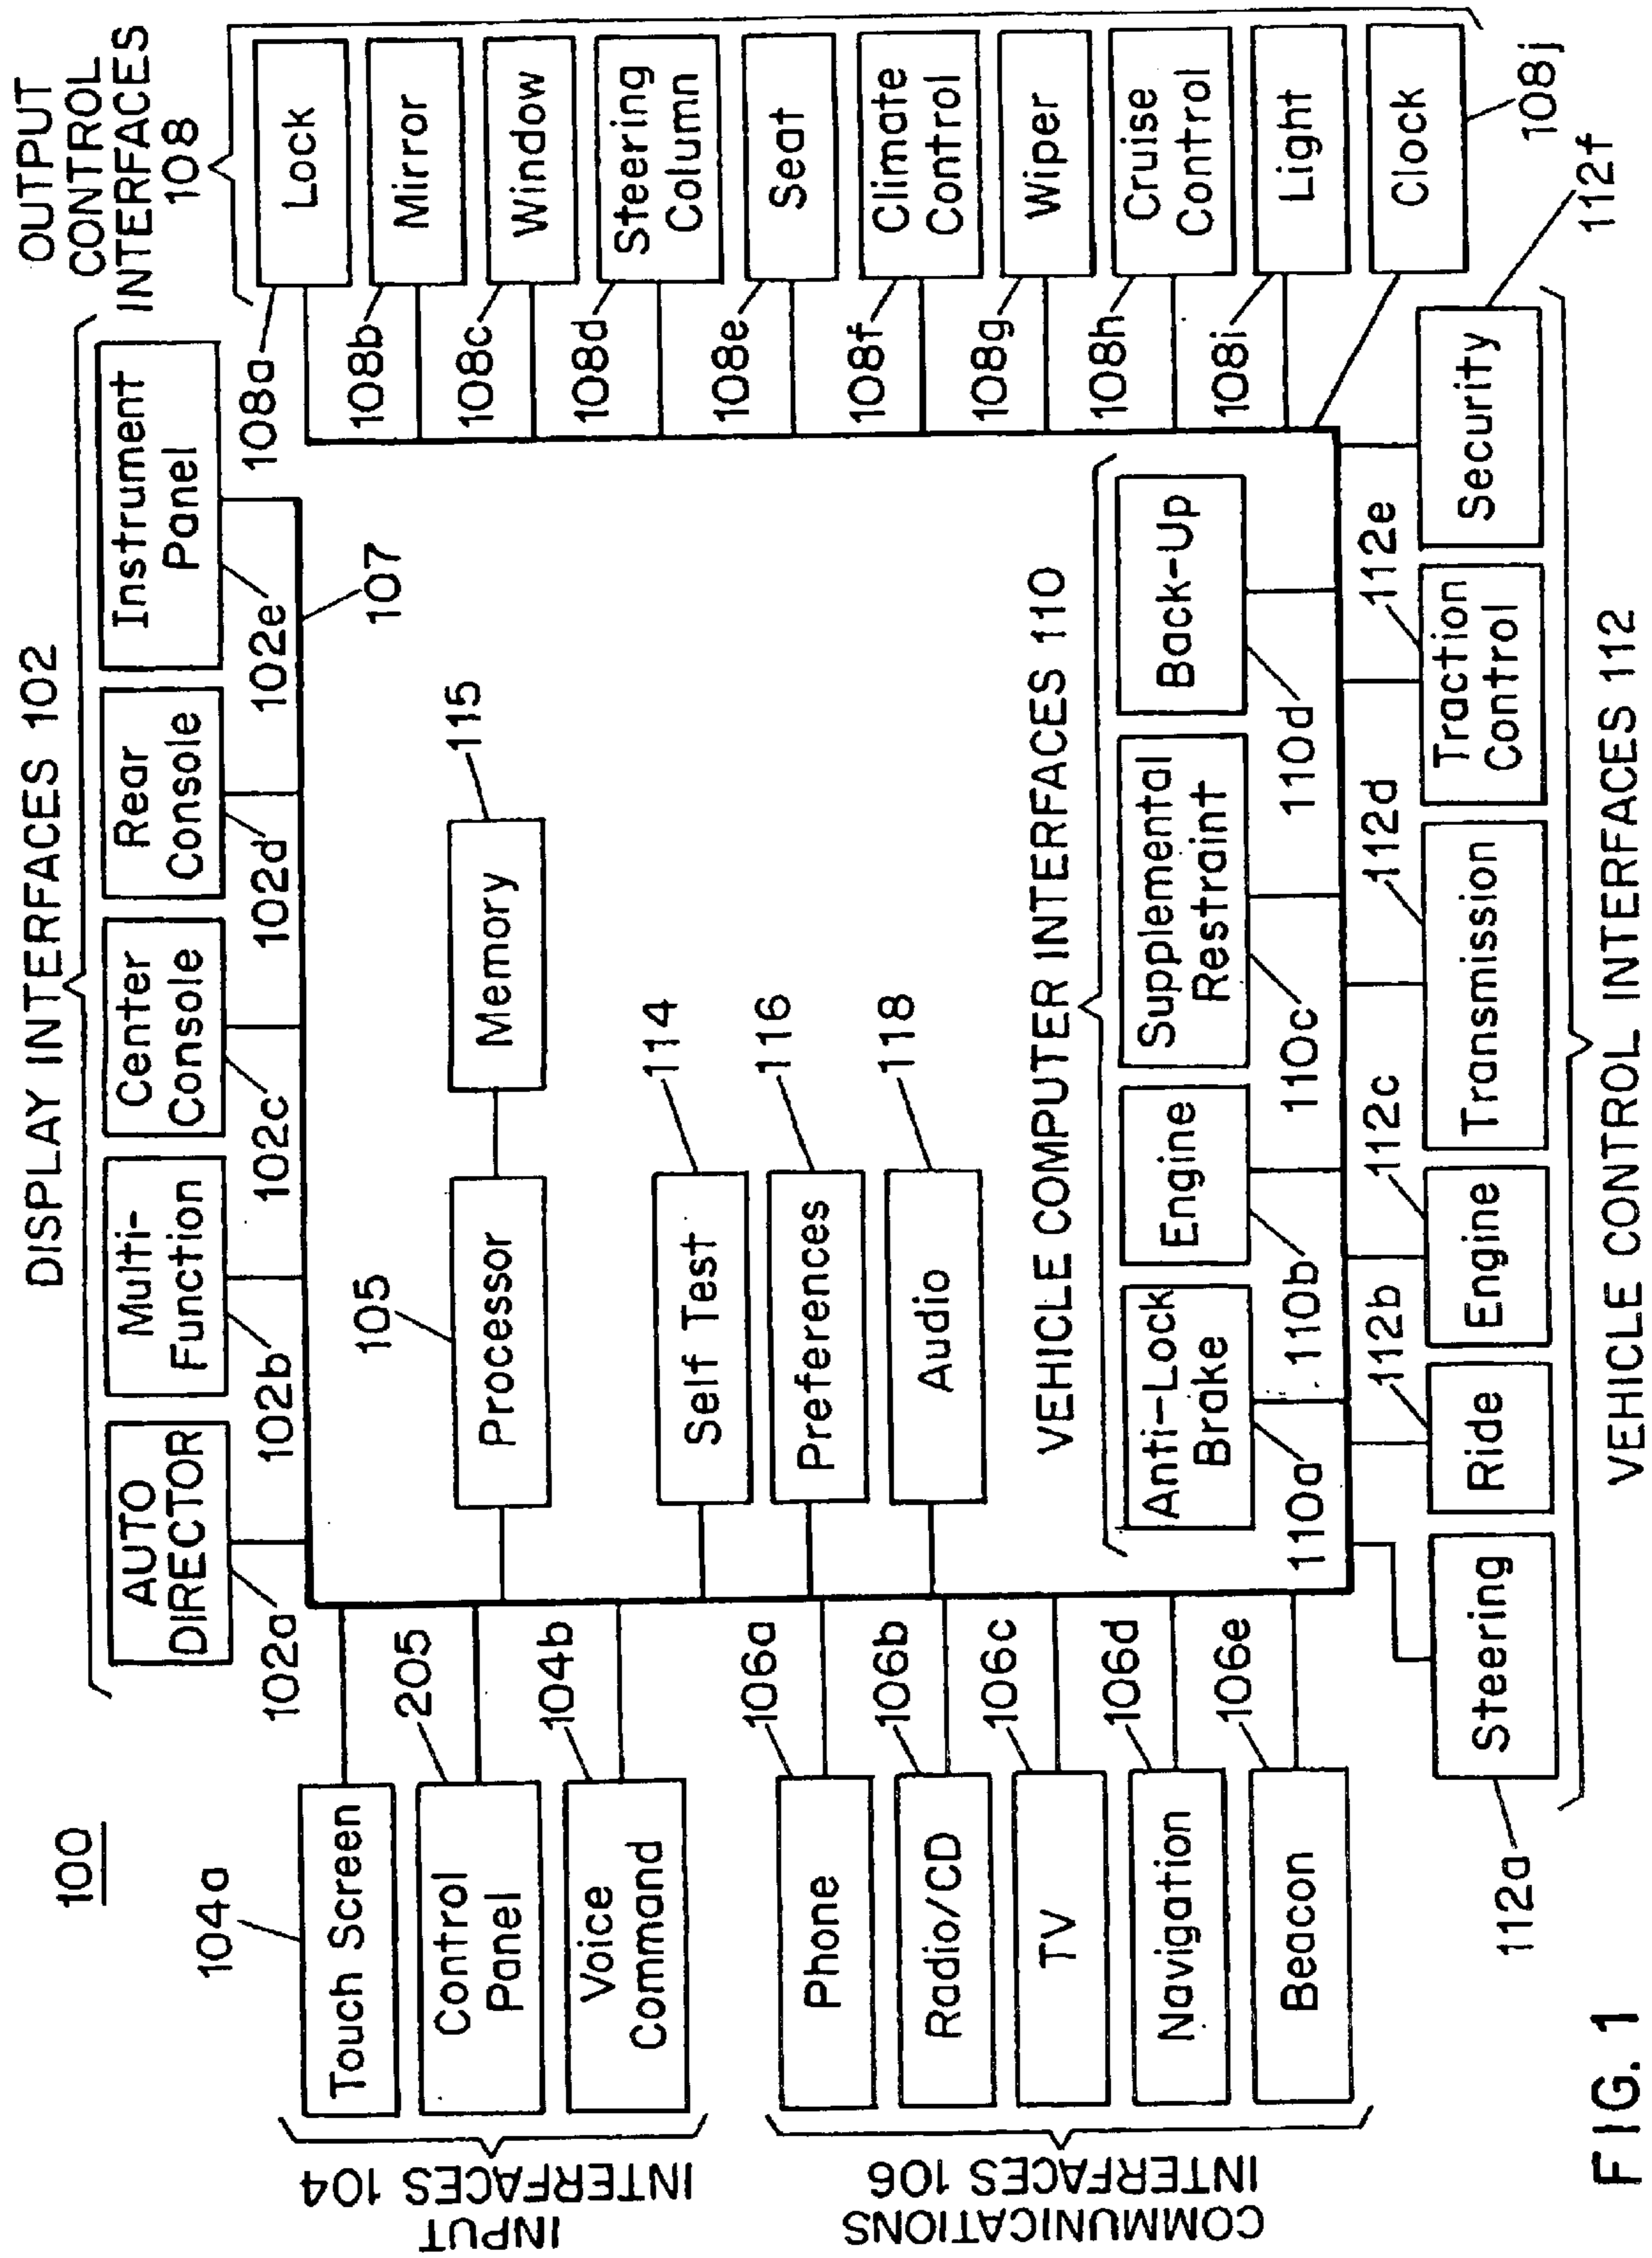 100
DISPLAY INTERFACES 102
AUTO
DIRECTOR
Multi-
Function
Center
Console
Rear
Console
Instrument
Panel
102a
102b
102c
102d
102e
107
OUTPUT
CONTROL
INTERFACES
108
108a
Lock
108b
Mirror
108c
Window
108d
Steering
Column
108e
Seat
108f
Climate
Control
108g
Wiper
108h
Cruise
Control
108i
Light
Clock
108j
INPUT
INTERFACES 104
104a
Touch Screen
205
Control
Panel
104b
Voice
Command
COMMUNICATIONS
INTERFACES 106
106a
Phone
106b
Radio/CD
106c
TV
106d
Navigation
106e
Beacon
105
Processor
Memory
115
Self Test
114
Preferences
116
Audio
118
VEHICLE COMPUTER INTERFACES 110
Anti-Lock
Brake
Engine
Supplemental
Restraint
Back-Up
110a
110b
110c
110d
112b
112c
112d
112e
112f
Steering
Ride
Engine
Transmission
Traction
Control
Security
112a
VEHICLE CONTROL INTERFACES 112
FIG. 1